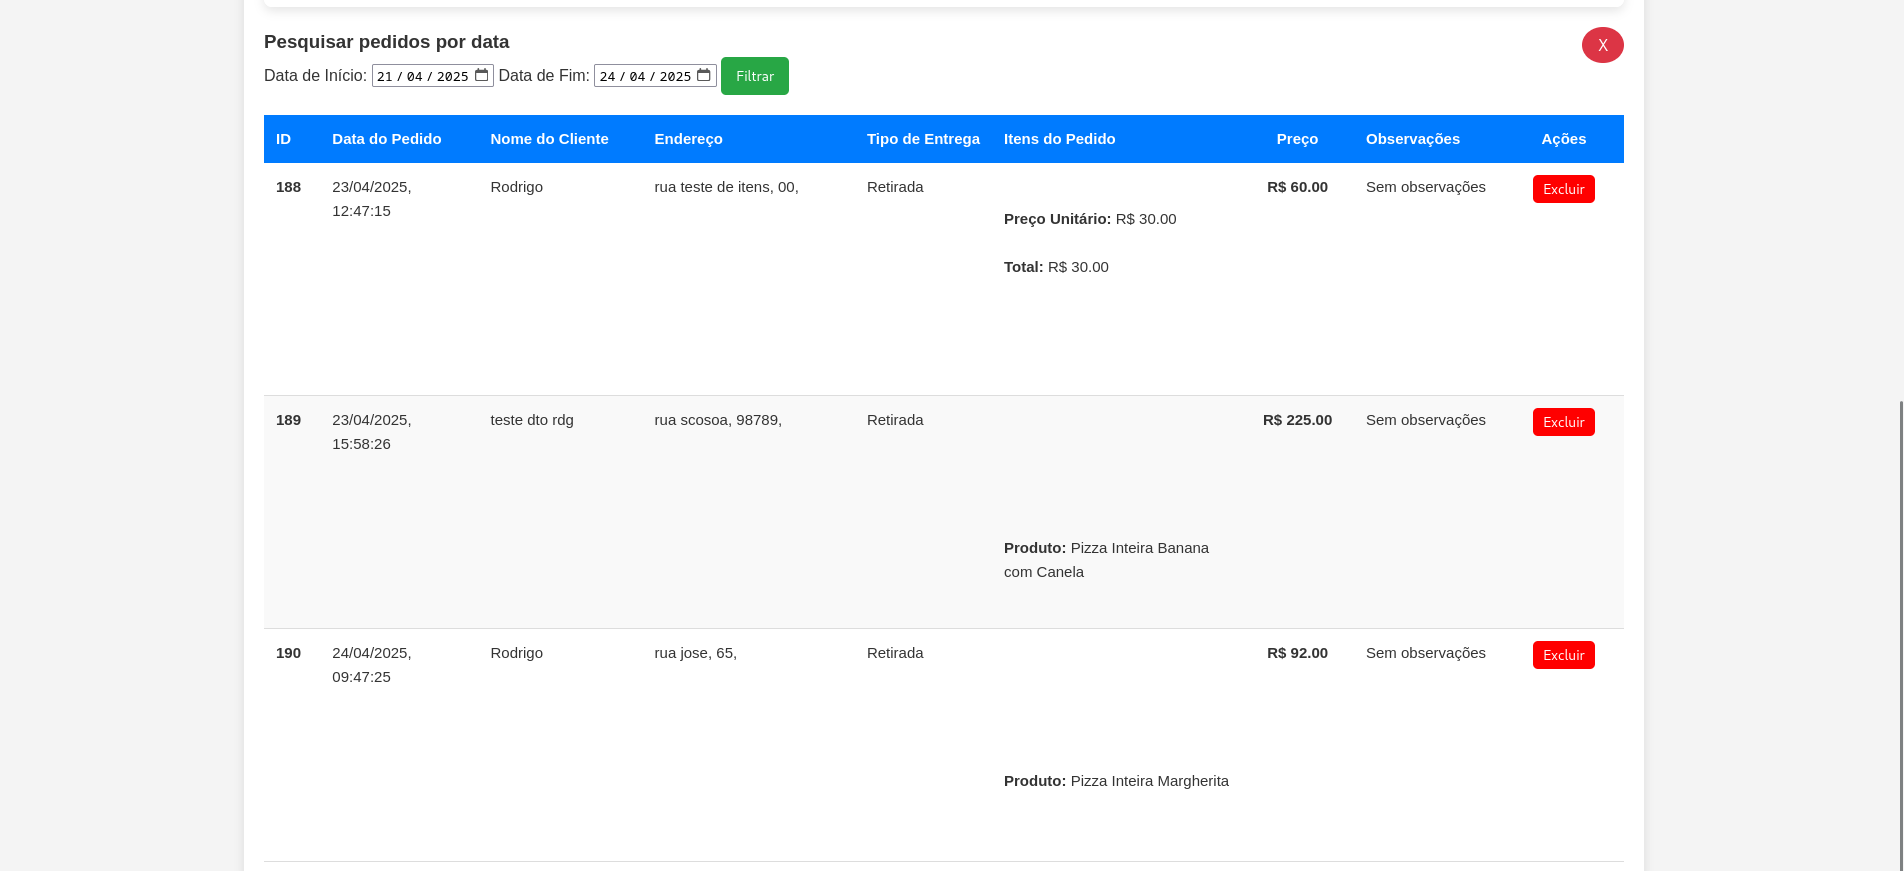 Pesquisar pedidos por data
X
Data de Início: 21 / 04 / 2025 Data de Fim: 24 / 04 / 2025 Filtrar
ID Data do Pedido Nome do Cliente Endereço Tipo de Entrega Itens do Pedido Preço Observações Ações
188 23/04/2025, Rodrigo rua teste de itens, 00, Retirada R$ 60.00 Sem observações Excluir
12:47:15
Preço Unitário: R$ 30.00
Total: R$ 30.00
189 23/04/2025, teste dto rdg rua scosoa, 98789, Retirada R$ 225.00 Sem observações Excluir
15:58:26
Produto: Pizza Inteira Banana
com Canela
190 24/04/2025, Rodrigo rua jose, 65, Retirada R$ 92.00 Sem observações Excluir
09:47:25
Produto: Pizza Inteira Margherita